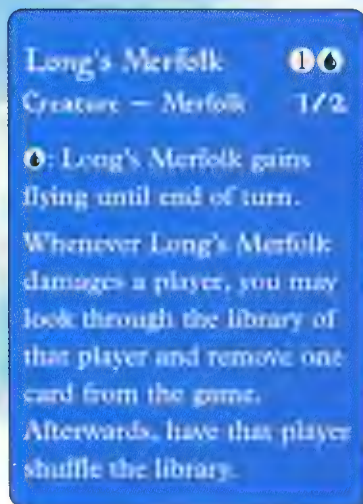 Long's Merfolk 1
Creature – Merfolk 1/2
: Long's Merfolk gains
flying until end of turn.
Whenever Long's Merfolk
damages a player, you may
look through the library of
that player and remove one
card from the game.
Afterwards, have that player
shuffle the library.